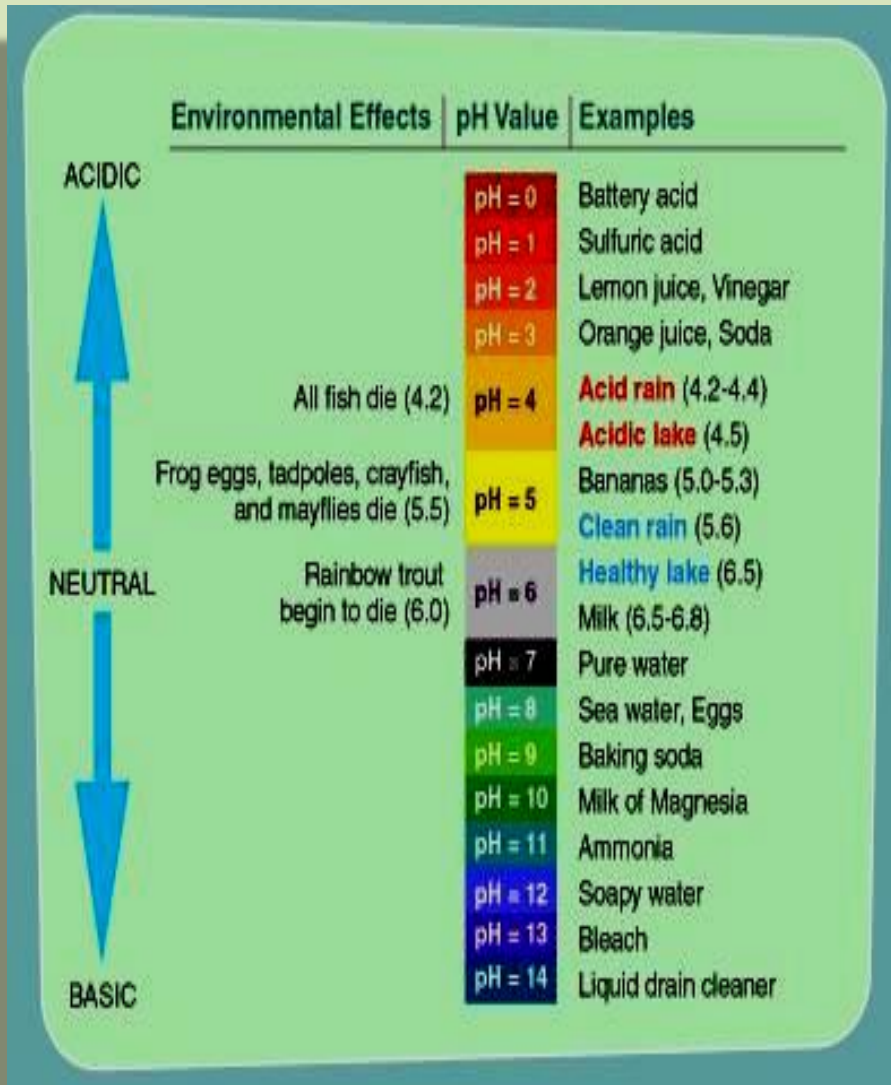 Environmental Effects | pH Value | Examples
ACIDIC
pH = 0 Battery acid
pH = 1 Sulfuric acid
pH = 2 Lemon juice, Vinegar
pH = 3 Orange juice, Soda
All fish die (4.2) pH = 4 Acid rain (4.2-4.4)
Acidic lake (4.5)
Frog eggs, tadpoles, crayfish,
and mayflies die (5.5) pH = 5 Bananas (5.0-5.3)
Clean rain (5.6)
NEUTRAL
Rainbow trout
begin to die (6.0) pH = 6 Healthy lake (6.5)
Milk (6.5-6.8)
pH = 7 Pure water
pH = 8 Sea water, Eggs
pH = 9 Baking soda
pH = 10 Milk of Magnesia
pH = 11 Ammonia
pH = 12 Soapy water
pH = 13 Bleach
pH = 14 Liquid drain cleaner
BASIC